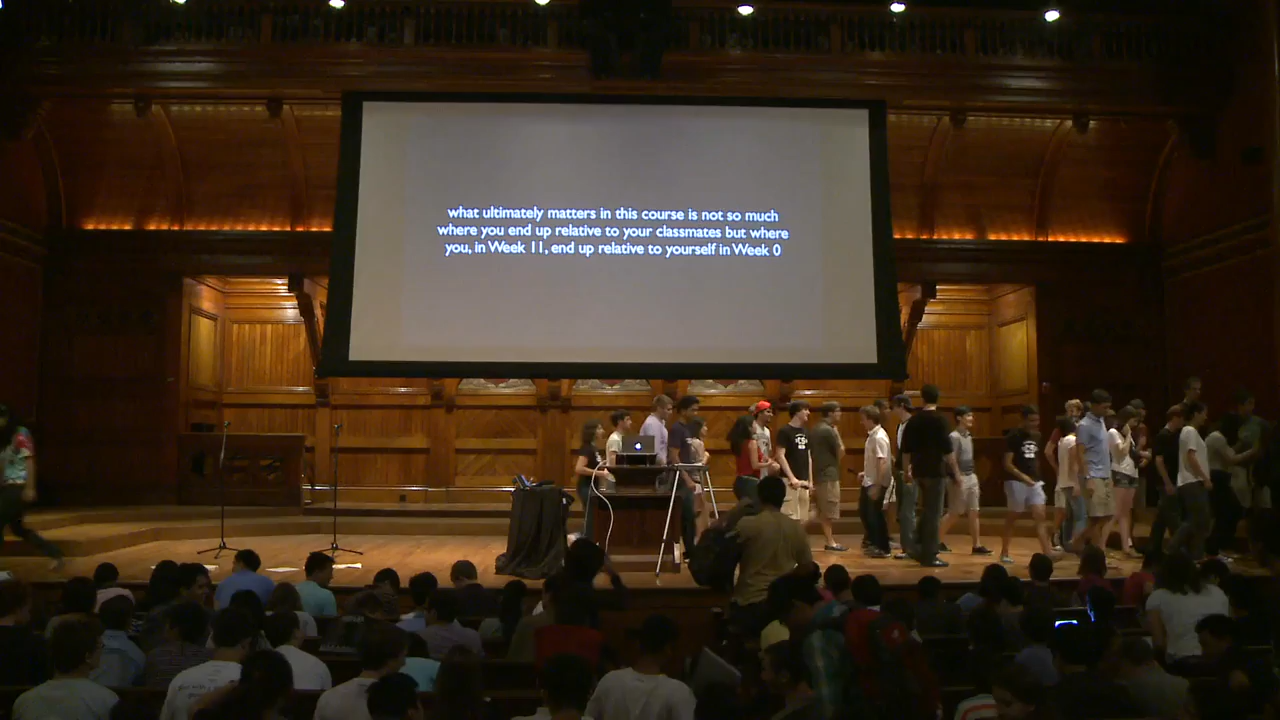 what ultimately matters in this course is not so much
where you end up relative to your classmates but where
you, in Week 11, end up relative to yourself in Week 0